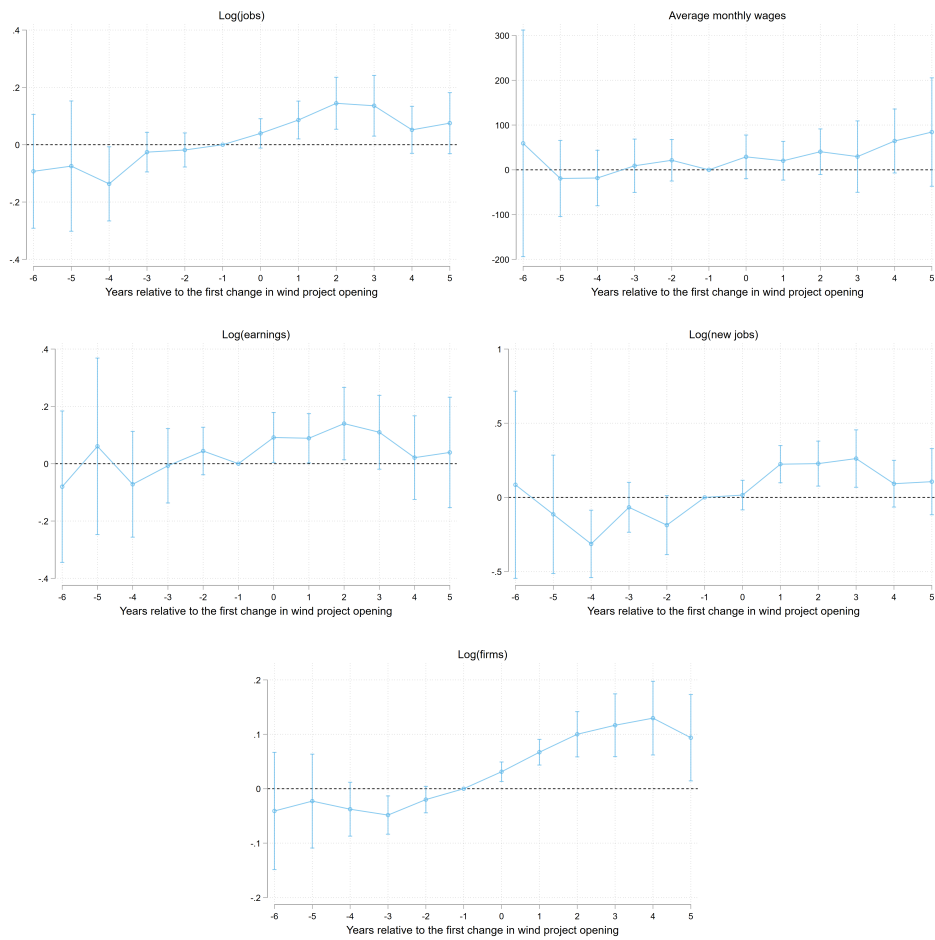 Log(jobs)
.4
.2
0
-.2
-.4
-6 -5 -4 -3 -2 -1 0 1 2 3 4 5
Years relative to the first change in wind project opening
Average monthly wages
300
200
100
0
-100
-200
-6 -5 -4 -3 -2 -1 0 1 2 3 4 5
Years relative to the first change in wind project opening
Log(earnings)
.4
.2
0
-.2
-.4
-6 -5 -4 -3 -2 -1 0 1 2 3 4 5
Years relative to the first change in wind project opening
Log(new jobs)
1
.5
0
-.5
-6 -5 -4 -3 -2 -1 0 1 2 3 4 5
Years relative to the first change in wind project opening
Log(firms)
.2
.1
0
-.1
-.2
-6 -5 -4 -3 -2 -1 0 1 2 3 4 5
Years relative to the first change in wind project opening